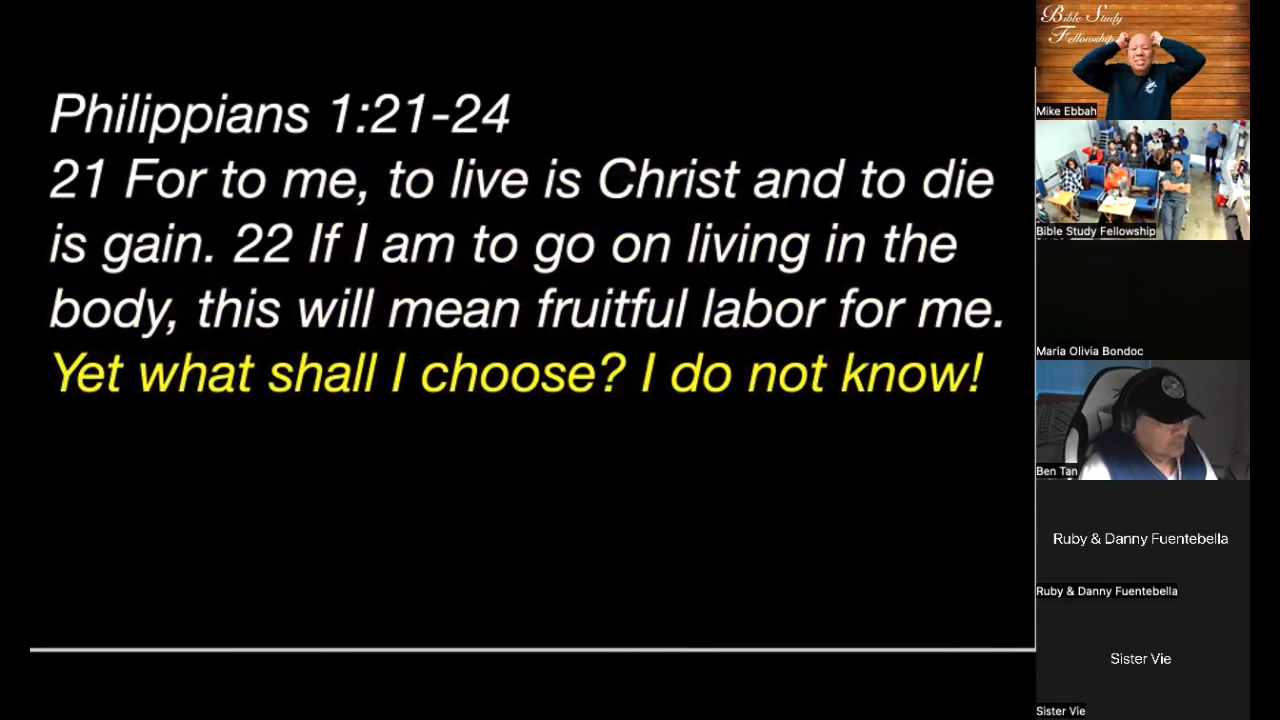 Philippians 1:21-24
21 For to me, to live is Christ and to die
is gain. 22 If I am to go on living in the
body, this will mean fruitful labor for me.
Yet what shall I choose? I do not know!
Bible Study
Fellowship
Mike Ebbah
Bible Study Fellowship
Maria Olivia Bondoc
Ben Tan
Ruby & Danny Fuentebella
Ruby & Danny Fuentebella
Sister Vie
Sister Vie